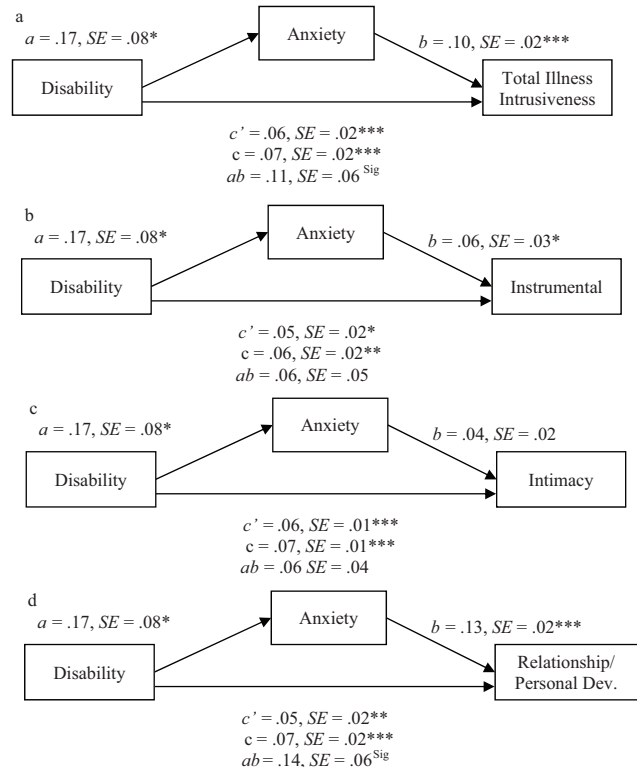 a
a = .17, SE = .08*
Anxiety
b = .10, SE = .02***
Disability
Total Illness
Intrusiveness
c’ = .06, SE = .02***
c = .07, SE = .02***
ab = .11, SE = .06 Sig
b
a = .17, SE = .08*
Anxiety
b = .06, SE = .03*
Disability
Instrumental
c’ = .05, SE = .02*
c = .06, SE = .02**
ab = .06, SE = .05
c
a = .17, SE = .08*
Anxiety
b = .04, SE = .02
Disability
Intimacy
c’ = .06, SE = .01***
c = .07, SE = .01***
ab = .06 SE = .04
d
a = .17, SE = .08*
Anxiety
b = .13, SE = .02***
Disability
Relationship/
Personal Dev.
c’ = .05, SE = .02**
c = .07, SE = .02***
ab = .14, SE = .06Sig